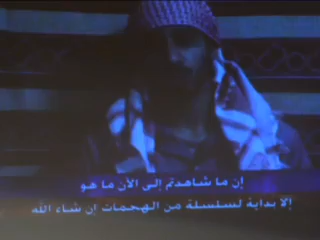 إن ما شاهدتم إلى الآن ما هو
إلا بداية لسلسلة من الهجمات إن شاء الله